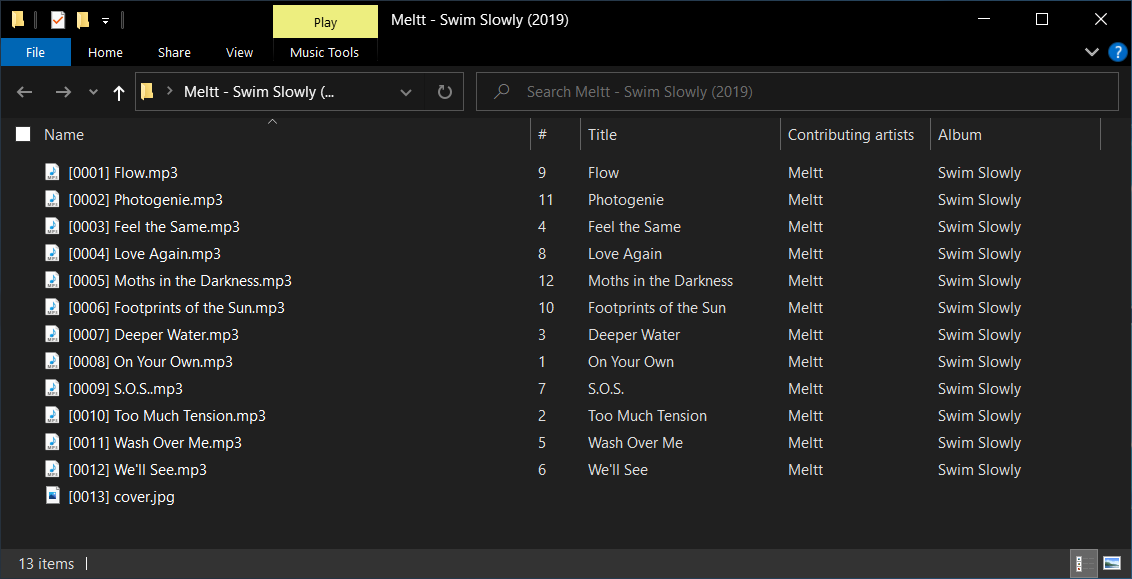 Play Meltt - Swim Slowly (2019)
File Home Share View Music Tools ?
Meltt - Swim Slowly (... Search Meltt - Swim Slowly (2019)
Name # Title Contributing artists Album
[0001] Flow.mp3 9 Flow Meltt Swim Slowly
[0002] Photogenie.mp3 11 Photogenie Meltt Swim Slowly
[0003] Feel the Same.mp3 4 Feel the Same Meltt Swim Slowly
[0004] Love Again.mp3 8 Love Again Meltt Swim Slowly
[0005] Moths in the Darkness.mp3 12 Moths in the Darkness Meltt Swim Slowly
[0006] Footprints of the Sun.mp3 10 Footprints of the Sun Meltt Swim Slowly
[0007] Deeper Water.mp3 3 Deeper Water Meltt Swim Slowly
[0008] On Your Own.mp3 1 On Your Own Meltt Swim Slowly
[0009] S.O.S..mp3 7 S.O.S. Meltt Swim Slowly
[0010] Too Much Tension.mp3 2 Too Much Tension Meltt Swim Slowly
[0011] Wash Over Me.mp3 5 Wash Over Me Meltt Swim Slowly
[0012] We'll See.mp3 6 We'll See Meltt Swim Slowly
[0013] cover.jpg
13 items